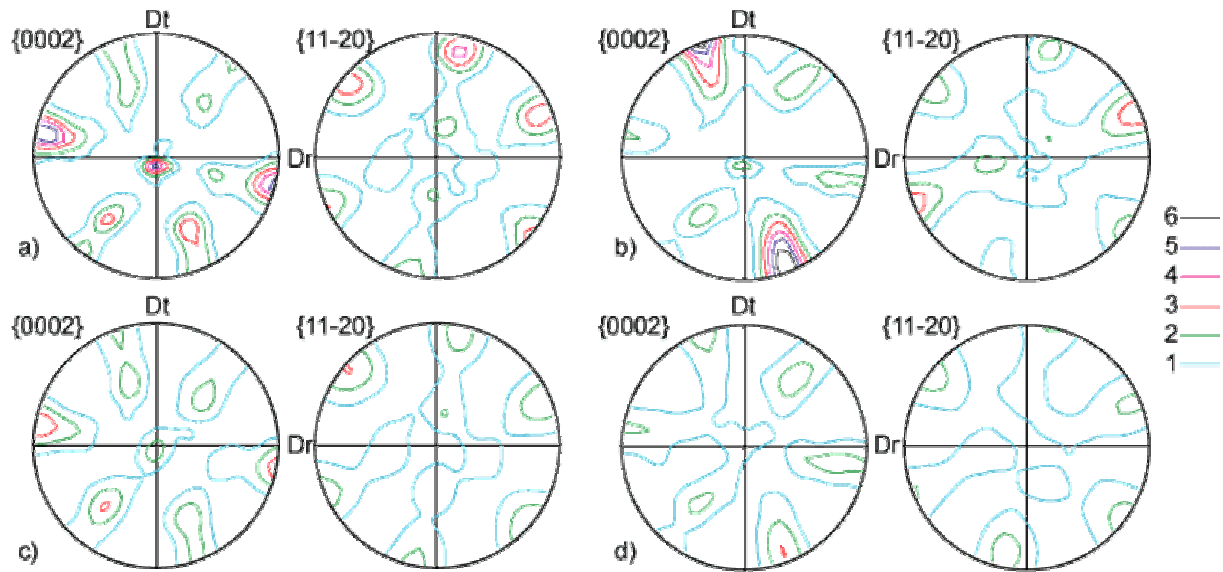 Dt
{0002}
{11-20}
Dr
a)
Dt
{0002}
{11-20}
Dr
b)
6
5
4
3
2
1
Dt
{0002}
{11-20}
Dr
c)
Dt
{0002}
{11-20}
Dr
d)